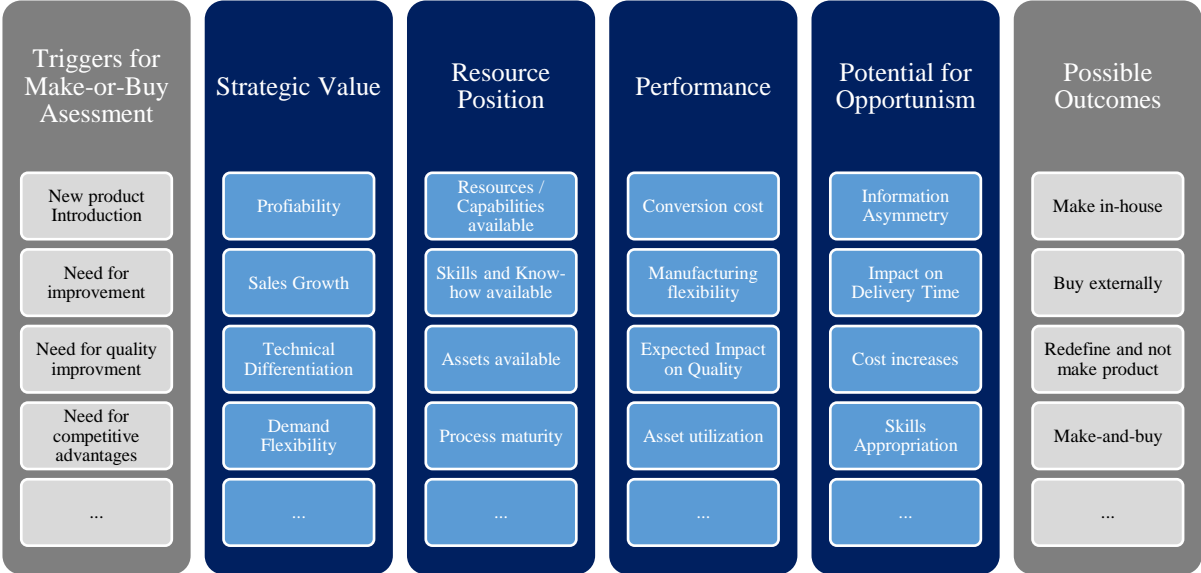 Triggers for
Make-or-Buy
Asessment
New product
Introduction
Need for
improvement
Need for quality
improvment
Need for
competitive
advantages
...
Strategic Value
Profiability
Sales Growth
Technical
Differentiation
Demand
Flexibility
...
Resource
Position
Resources /
Capabilities
available
Skills and Know-
how available
Assets available
Process maturity
...
Performance
Conversion cost
Manufacturing
flexibility
Expected Impact
on Quality
Asset utilization
...
Potential for
Opportunism
Information
Asymmetry
Impact on
Delivery Time
Cost increases
Skills
Appropriation
...
Possible
Outcomes
Make in-house
Buy externally
Redefine and not
make product
Make-and-buy
...